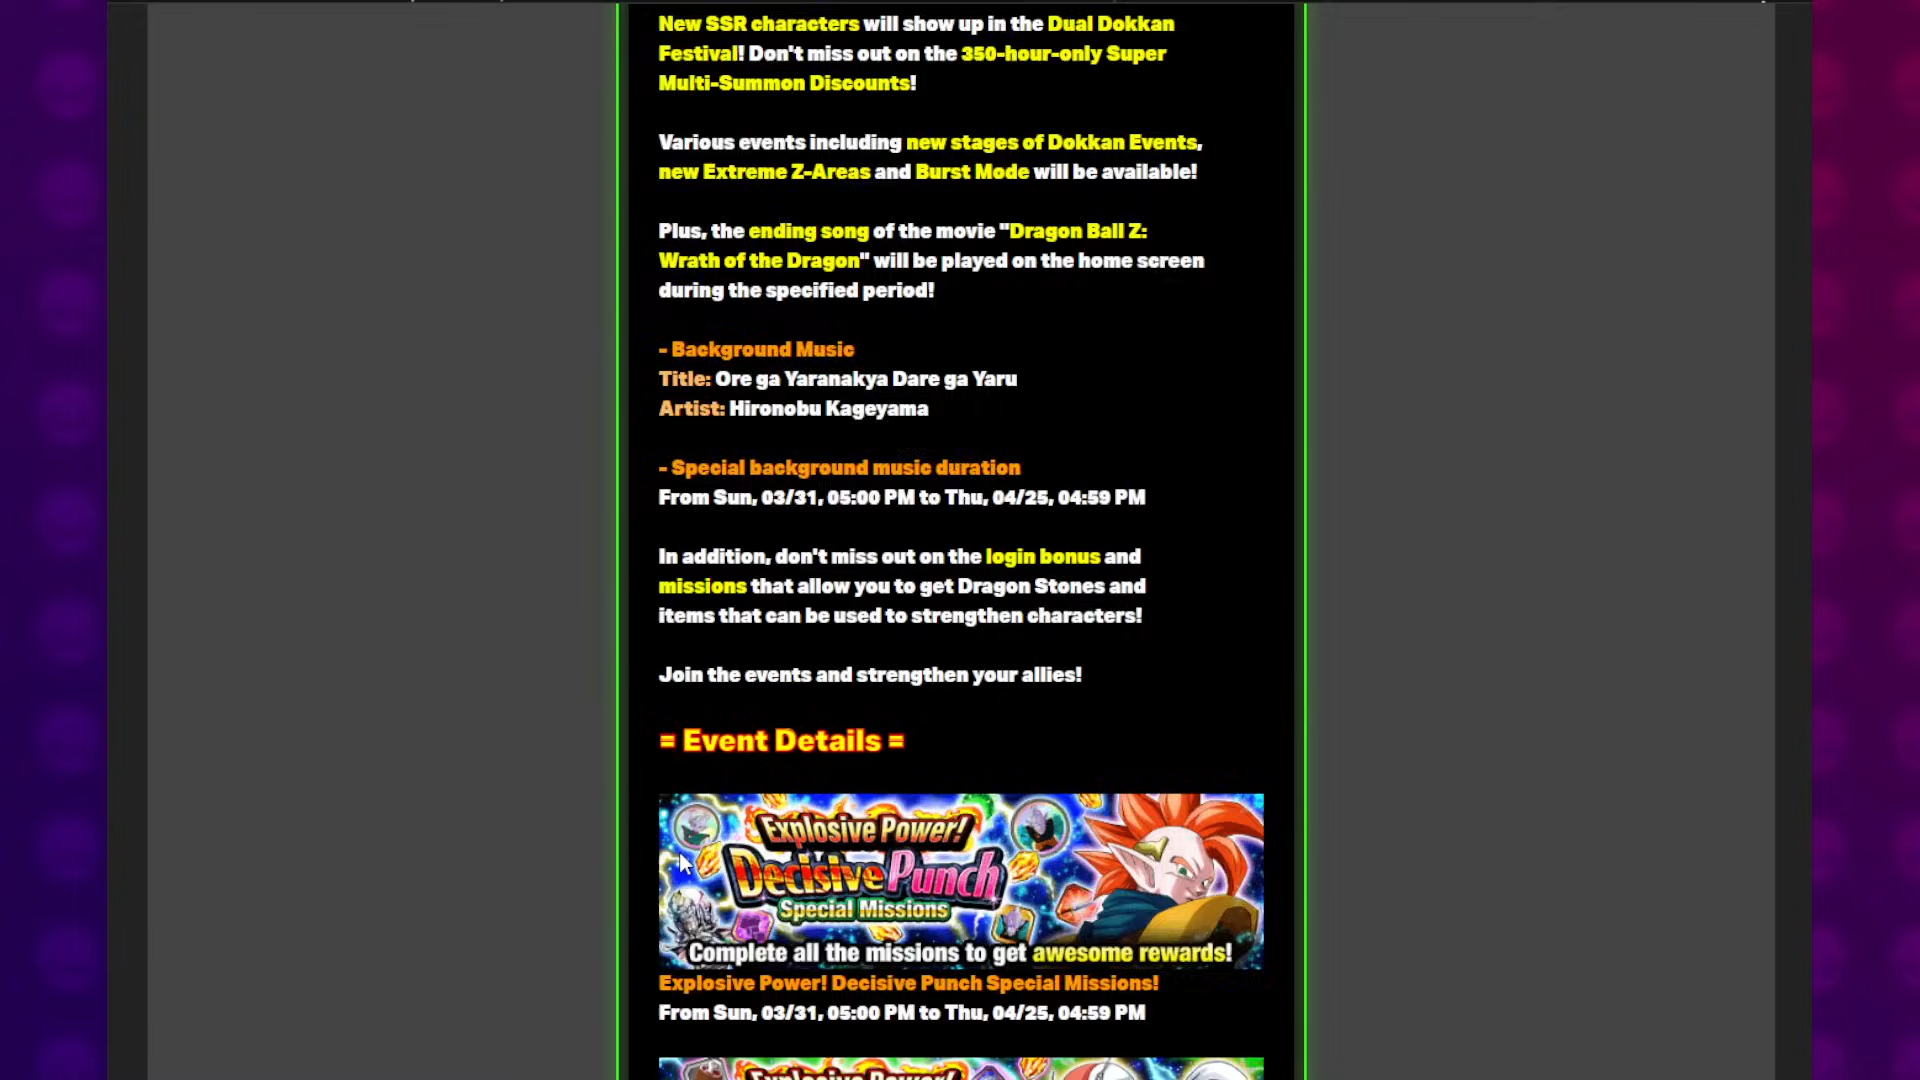 New SSR characters will show up in the Dual Dokkan
Festival! Don't miss out on the 350-hour-only Super
Multi-Summon Discounts!
Various events including new stages of Dokkan Events,
new Extreme Z-Areas and Burst Mode will be available!
Plus, the ending song of the movie "Dragon Ball Z:
Wrath of the Dragon" will be played on the home screen
during the specified period!
- Background Music
Title: Ore ga Yaranakya Dare ga Yaru
Artist: Hironobu Kageyama
- Special background music duration
From Sun, 03/31, 05:00 PM to Thu, 04/25, 04:59 PM
In addition, don't miss out on the login bonus and
missions that allow you to get Dragon Stones and
items that can be used to strengthen characters!
Join the events and strengthen your allies!
= Event Details =
Explosive Power!
Decisive Punch
Special Missions
Complete all the missions to get awesome rewards!
Explosive Power! Decisive Punch Special Missions!
From Sun, 03/31, 05:00 PM to Thu, 04/25, 04:59 PM
Explosive Power!